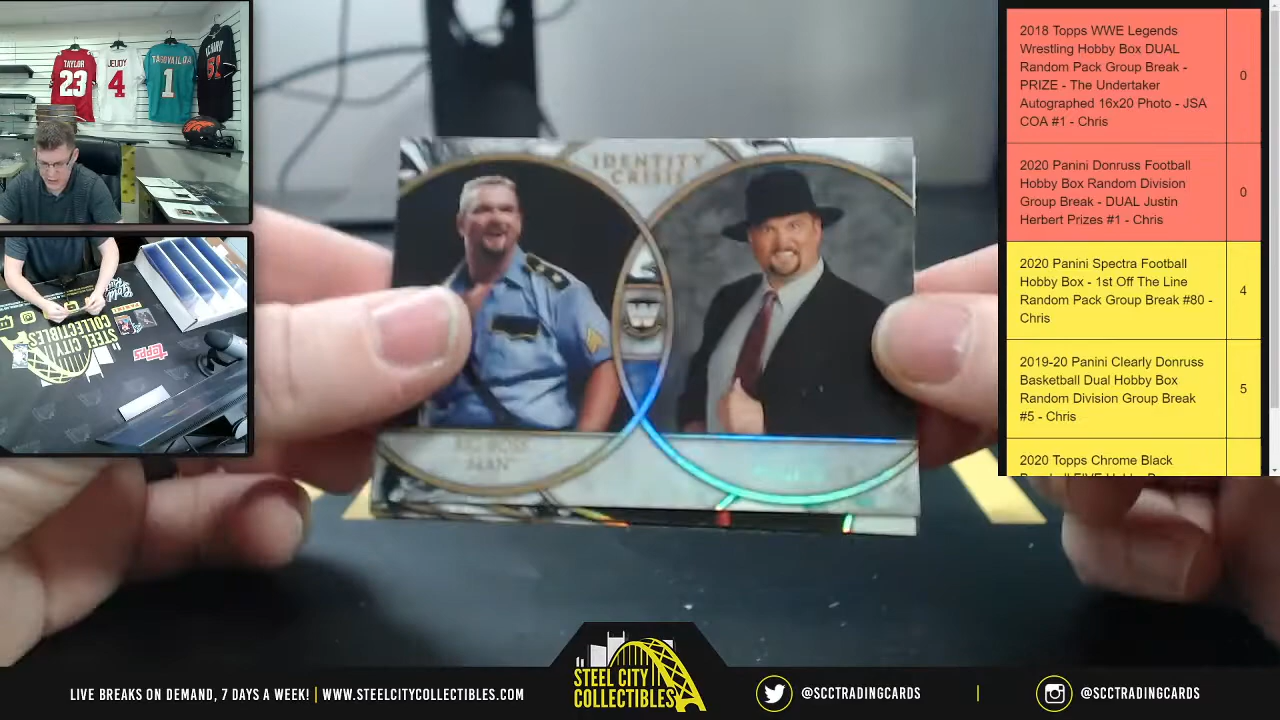 TAYLOR
23
JEUDY
4
TAGOVAILOA
1
51
STEEL CITY
COLLECTIBLES
Topps
IDENTITY
CRISIS
BIG BOSS
MAN
2018 Topps WWE Legends
Wrestling Hobby Box DUAL
Random Pack Group Break -
PRIZE - The Undertaker
Autographed 16x20 Photo - JSA
COA #1 - Chris
0
2020 Panini Donruss Football
Hobby Box Random Division
Group Break - DUAL Justin
Herbert Prizes #1 - Chris
0
2020 Panini Spectra Football
Hobby Box - 1st Off The Line
Random Pack Group Break #80 -
Chris
4
2019-20 Panini Clearly Donruss
Basketball Dual Hobby Box
Random Division Group Break
#5 - Chris
5
2020 Topps Chrome Black
LIVE BREAKS ON DEMAND, 7 DAYS A WEEK! | WWW.STEELCITYCOLLECTIBLES.COM
STEEL CITY
COLLECTIBLES
@SCCTRADINGCARDS
@SCCTRADINGCARDS